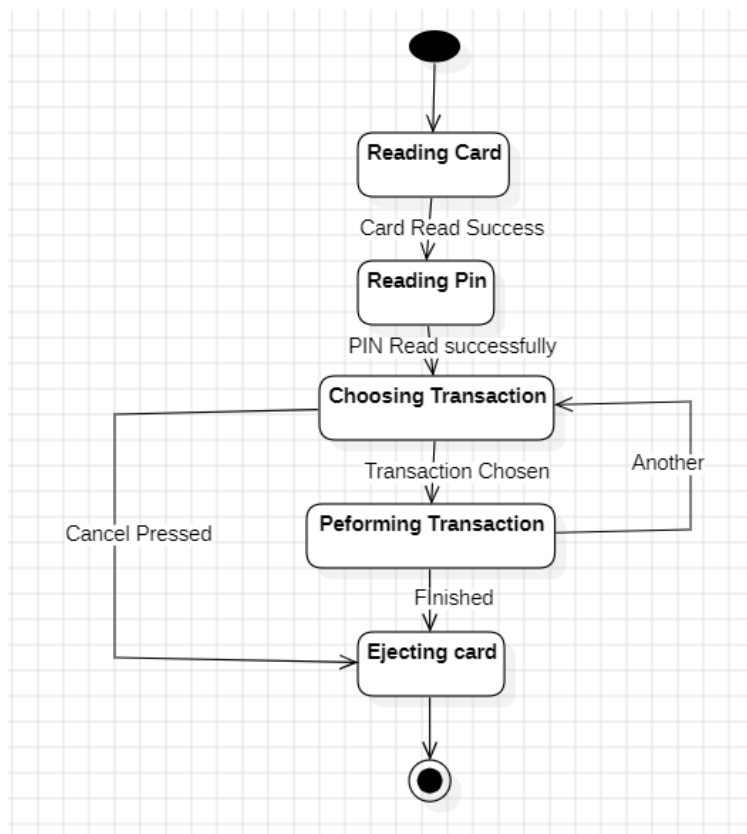 Reading Card
Card Read Success
Reading Pin
PIN Read successfully
Choosing Transaction
Transaction Chosen
Another
Peforming Transaction
Cancel Pressed
FInished
Ejecting card